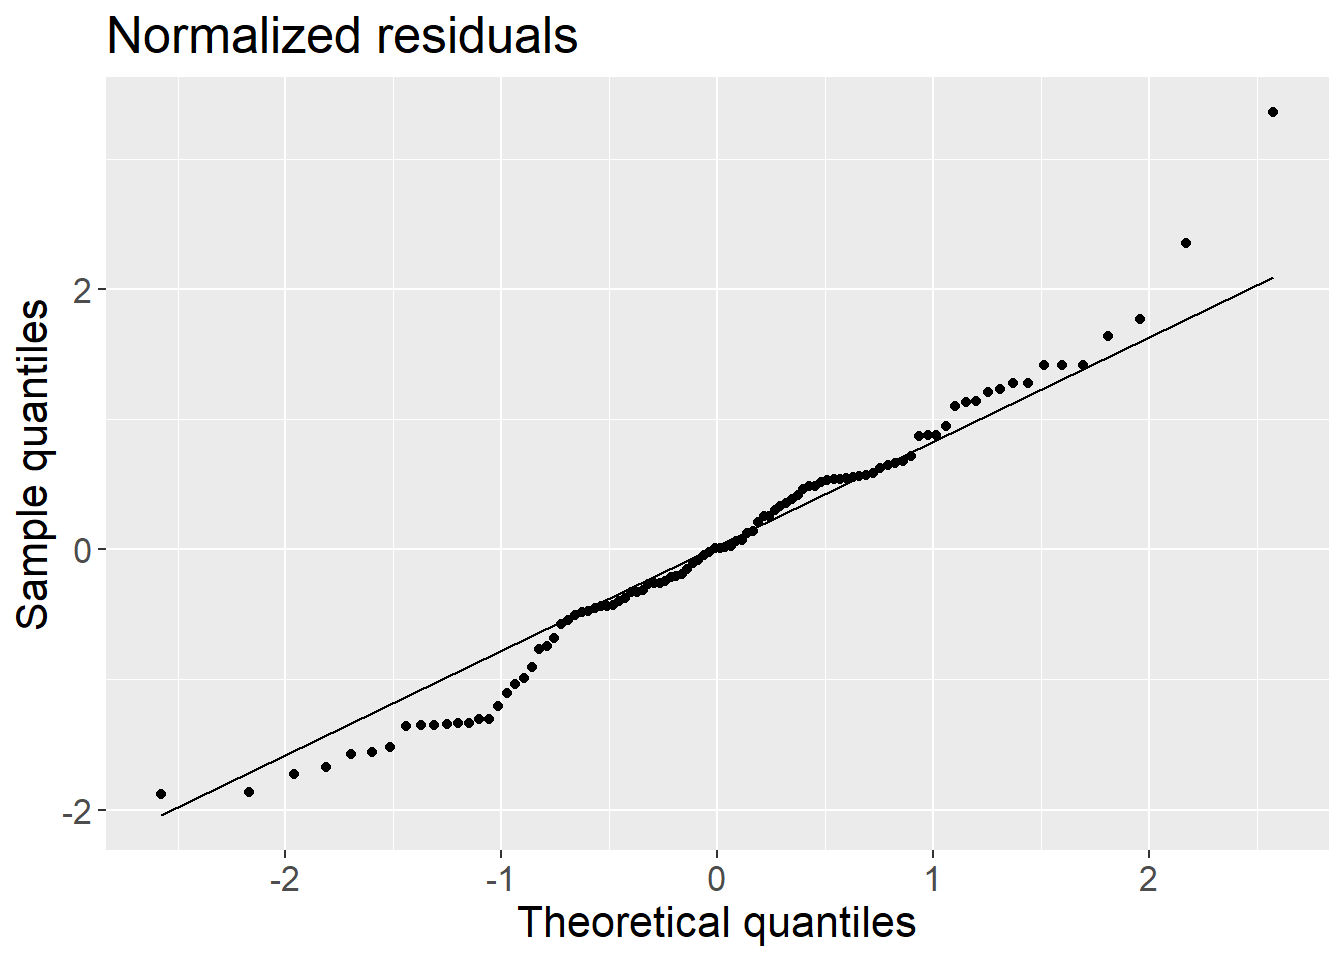 Normalized residuals
Sample quantiles
2
0
-2
-2 -1 0 1 2
Theoretical quantiles